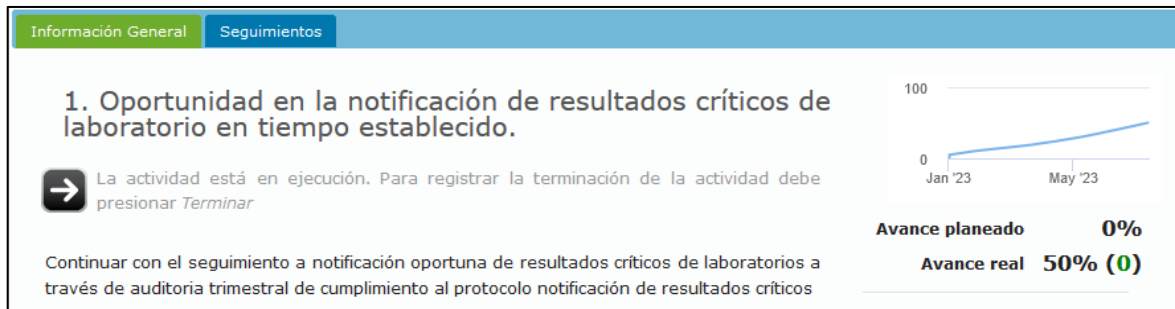 Información General
Seguimientos
1. Oportunidad en la notificación de resultados críticos de
laboratorio en tiempo establecido.
La actividad está en ejecución. Para registrar la terminación de la actividad debe
presionar Terminar
Continuar con el seguimiento a notificación oportuna de resultados críticos de laboratorios a
través de auditoria trimestral de cumplimiento al protocolo notificación de resultados críticos
100
0
Jan '23
May '23
Avance planeado 0%
Avance real 50% (0)